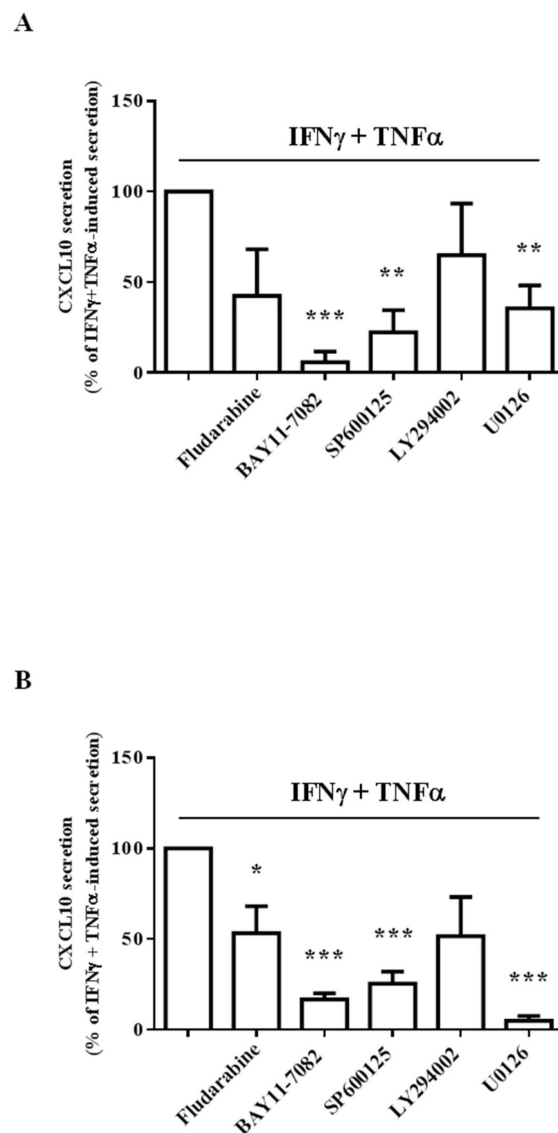 A
CXCL10 secretion
(% of IFNγ+TNFα-induced secretion)
150
100
50
0
IFNγ + TNFα
***
**
**
Fludarabine
BAY11-7082
SP600125
LY294002
U0126
B
CXCL10 secretion
(% of IFNγ + TNFα-induced secretion)
150
100
50
0
IFNγ + TNFα
*
***
***
***
Fludarabine
BAY11-7082
SP600125
LY294002
U0126